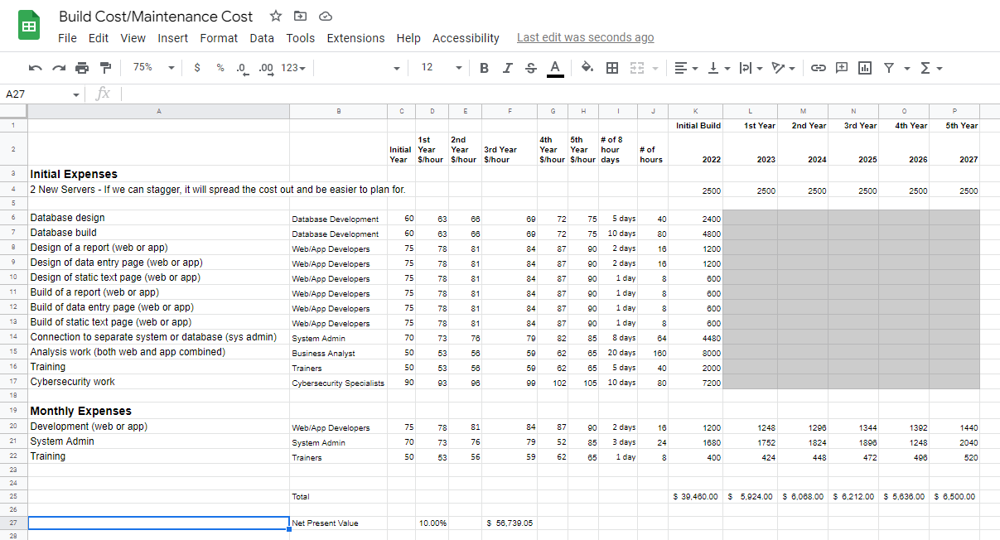 Build Cost/Maintenance Cost
File Edit View Insert Format Data Tools Extensions Help Accessibility Last edit was seconds ago
75% $ % .0 .00 123 12 B I S A
A27 fx
A B C D E F G H I J K L M N O P
1 Initial Build 1st Year 2nd Year 3rd Year 4th Year 5th Year
2 Initial Year 1st Year $/hour 2nd Year $/hour 3rd Year $/hour 4th Year $/hour 5th Year $/hour # of 8 hour days # of hours 2022 2023 2024 2025 2026 2027
3 Initial Expenses
4 2 New Servers - If we can stagger, it will spread the cost out and be easier to plan for. 2500 2500 2500 2500 2500 2500
5
6 Database design Database Development 60 63 66 69 72 75 5 days 40 2400
7 Database build Database Development 60 63 66 69 72 75 10 days 80 4800
8 Design of a report (web or app) Web/App Developers 75 78 81 84 87 90 2 days 16 1200
9 Design of data entry page (web or app) Web/App Developers 75 78 81 84 87 90 2 days 16 1200
10 Design of static text page (web or app) Web/App Developers 75 78 81 84 87 90 1 day 8 600
11 Build of a report (web or app) Web/App Developers 75 78 81 84 87 90 1 day 8 600
12 Build of data entry page (web or app) Web/App Developers 75 78 81 84 87 90 1 day 8 600
13 Build of static text page (web or app) Web/App Developers 75 78 81 84 87 90 1 day 8 600
14 Connection to separate system or database (sys admin) System Admin 70 73 76 79 82 85 8 days 64 4480
15 Analysis work (both web and app combined) Business Analyst 50 53 56 59 62 65 20 days 160 8000
16 Training Trainers 50 53 56 59 62 65 5 days 40 2000
17 Cybersecurity work Cybersecurity Specialists 90 93 96 99 102 105 10 days 80 7200
18
19 Monthly Expenses
20 Development (web or app) Web/App Developers 75 78 81 84 87 90 2 days 16 1200 1248 1296 1344 1392 1440
21 System Admin System Admin 70 73 76 79 52 85 3 days 24 1680 1752 1824 1896 1248 2040
22 Training Trainers 50 53 56 59 62 65 1 day 8 400 424 448 472 496 520
23
24
25 Total $ 39,460.00 $ 5,924.00 $ 6,068.00 $ 6,212.00 $ 5,636.00 $ 6,500.00
26
27 Net Present Value 10.00% $ 56,739.05
28